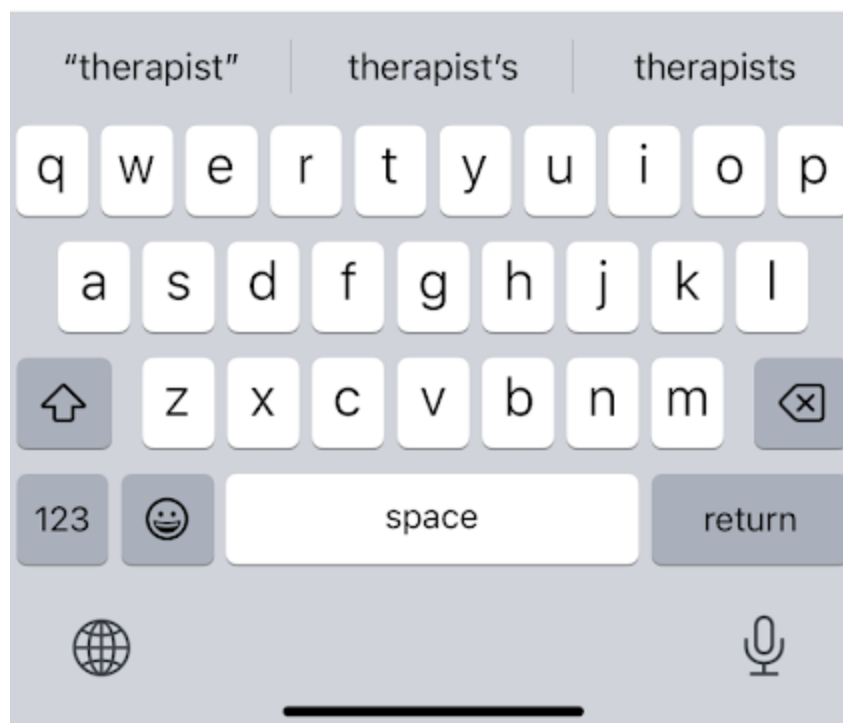 “therapist” therapist’s therapists
q w e r t y u i o p
a s d f g h j k l
z x c v b n m
123 space return